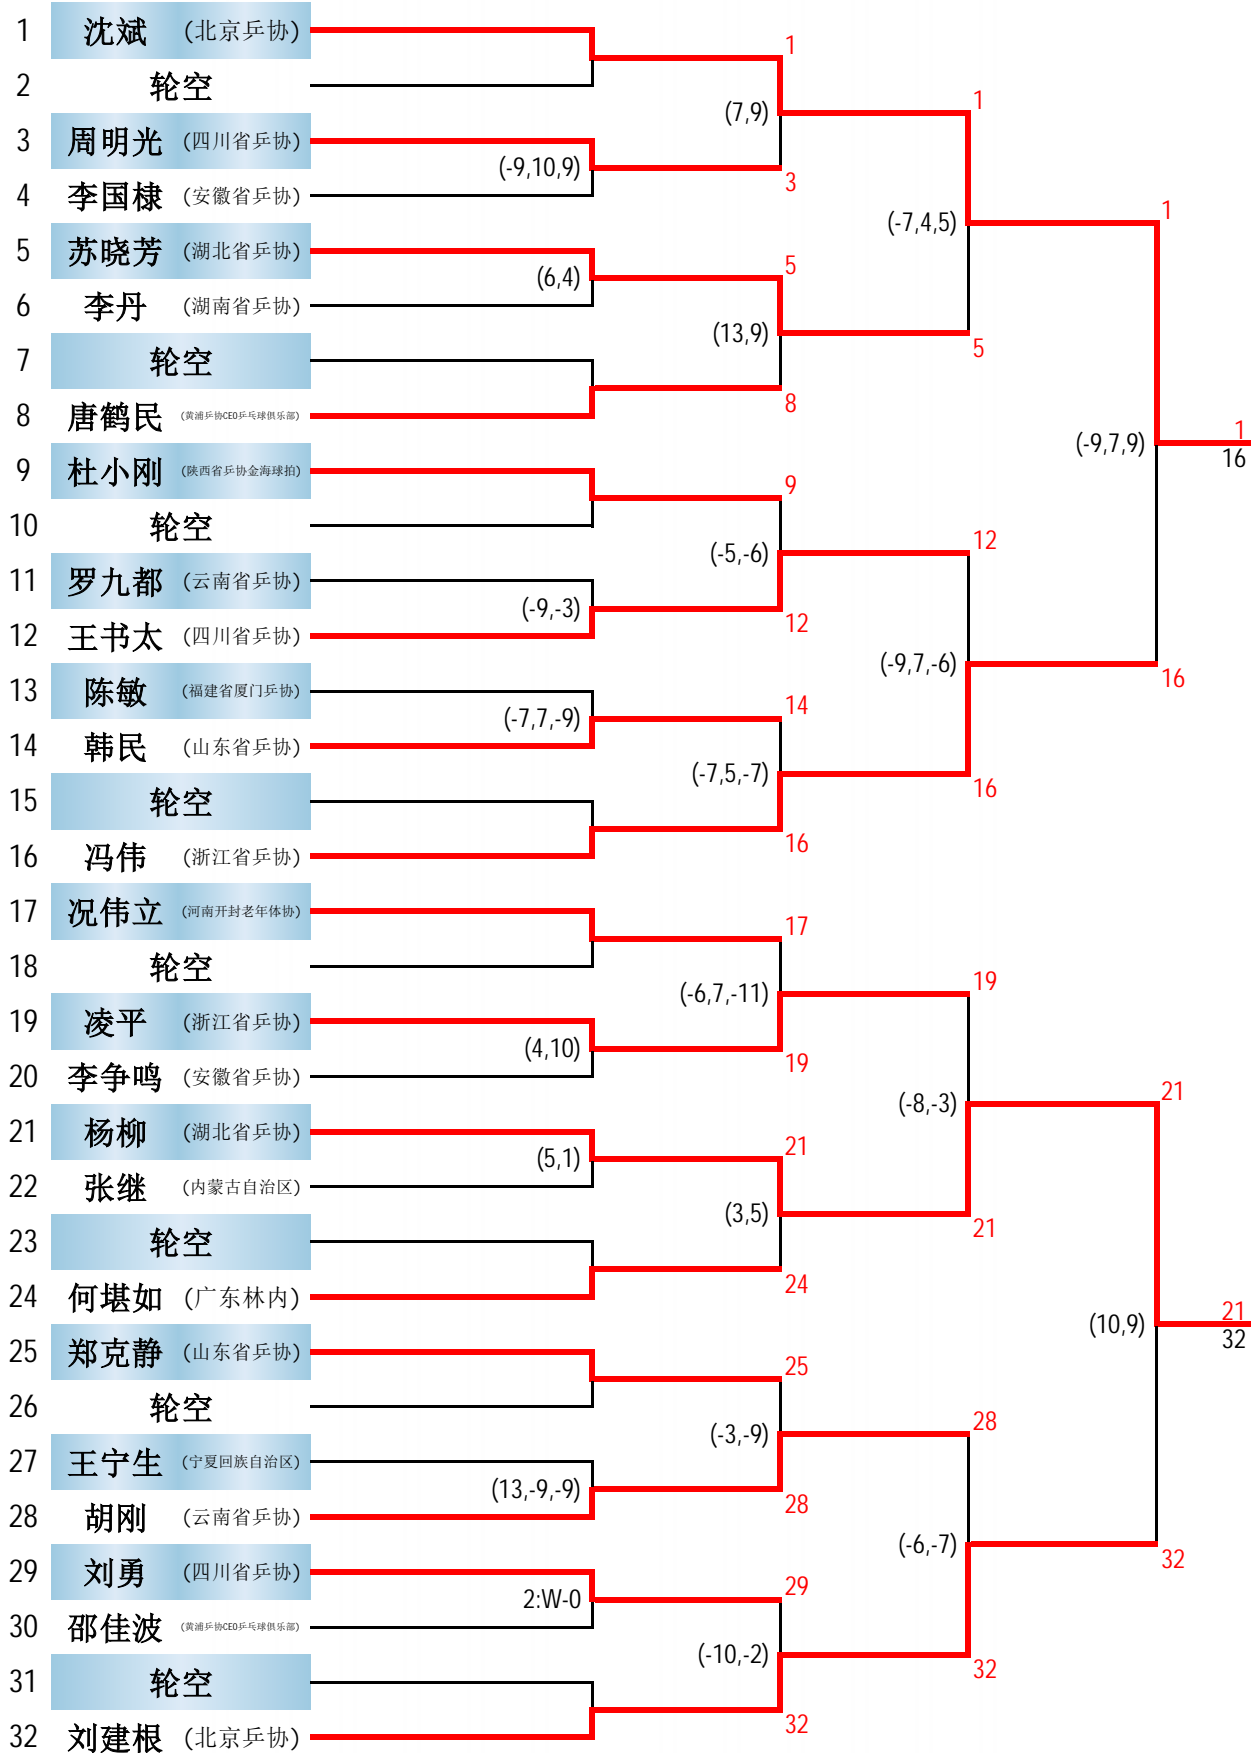 1 沈斌 (北京乒协)
1
2 轮空
(7,9)
1
3 周明光 (四川省乒协)
(-9,10,9)
3
4 李国棣 (安徽省乒协)
(-7,4,5)
1
5 苏晓芳 (湖北省乒协)
5
(6,4)
6 李丹 (湖南省乒协)
(13,9)
5
7 轮空
8
8 唐鹤民 (黄浦乒协CEO乒乓球俱乐部)
(-9,7,9)
1
16
9 杜小刚 (陕西省乒协金海球拍)
9
10 轮空
(-5,-6)
12
11 罗九都 (云南省乒协)
(-9,-3)
12
12 王书太 (四川省乒协)
(-9,7,-6)
16
13 陈敏 (福建省厦门乒协)
14
(-7,7,-9)
14 韩民 (山东省乒协)
(-7,5,-7)
16
15 轮空
16
16 冯伟 (浙江省乒协)
17 况伟立 (河南开封老年体协)
17
18 轮空
(-6,7,-11)
19
19 凌平 (浙江省乒协)
(4,10)
19
20 李争鸣 (安徽省乒协)
(-8,-3)
21
21 杨柳 (湖北省乒协)
21
(5,1)
22 张继 (内蒙古自治区)
(3,5)
21
23 轮空
24
24 何堪如 (广东林内)
(10,9)
21
32
25 郑克静 (山东省乒协)
25
26 轮空
(-3,-9)
28
27 王宁生 (宁夏回族自治区)
(13,-9,-9)
28
28 胡刚 (云南省乒协)
(-6,-7)
32
29 刘勇 (四川省乒协)
29
2:W-0
30 邵佳波 (黄浦乒协CEO乒乓球俱乐部)
(-10,-2)
32
31 轮空
32
32 刘建根 (北京乒协)